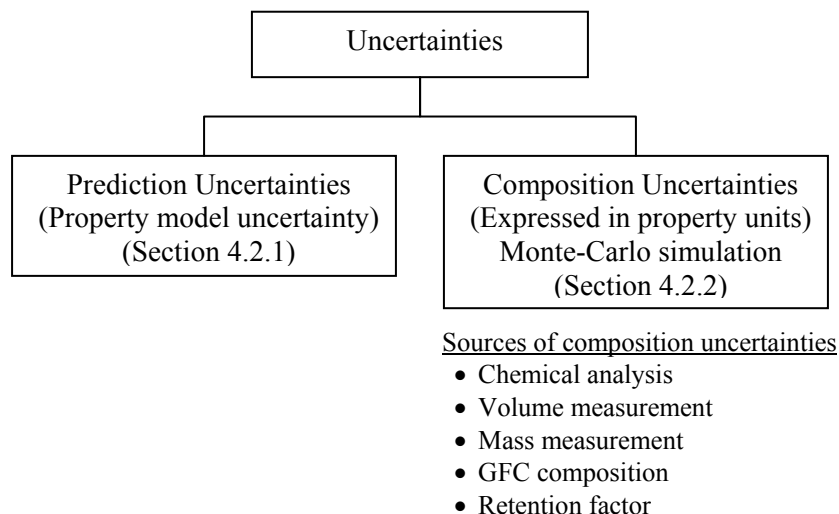 Uncertainties
Prediction Uncertainties
(Property model uncertainty)
(Section 4.2.1)
Composition Uncertainties
(Expressed in property units)
Monte-Carlo simulation
(Section 4.2.2)
Sources of composition uncertainties
• Chemical analysis
• Volume measurement
• Mass measurement
• GFC composition
• Retention factor